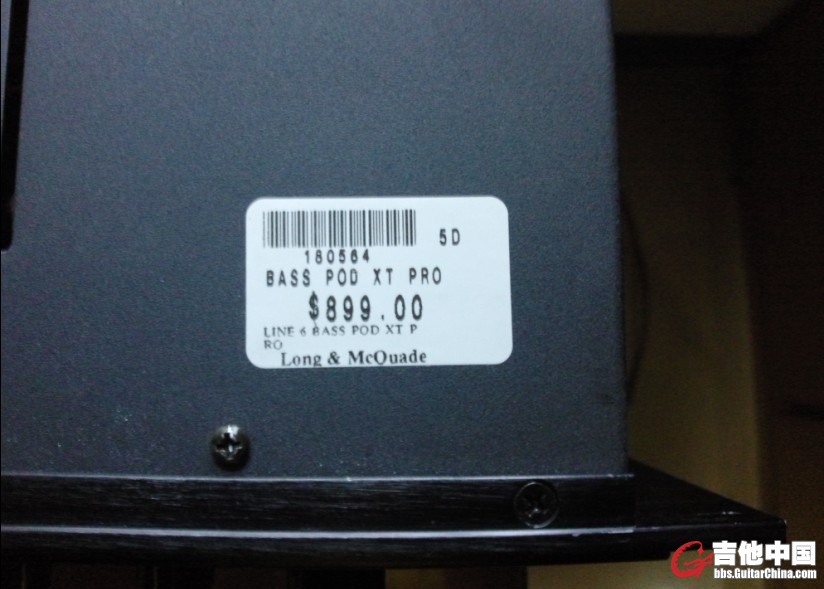 5D
180564
BASS POD XT PRO
$899.00
LINE 6 BASS POD XT P
RO
Long & McQuade
吉他中国
bbs.GuitarChina.com